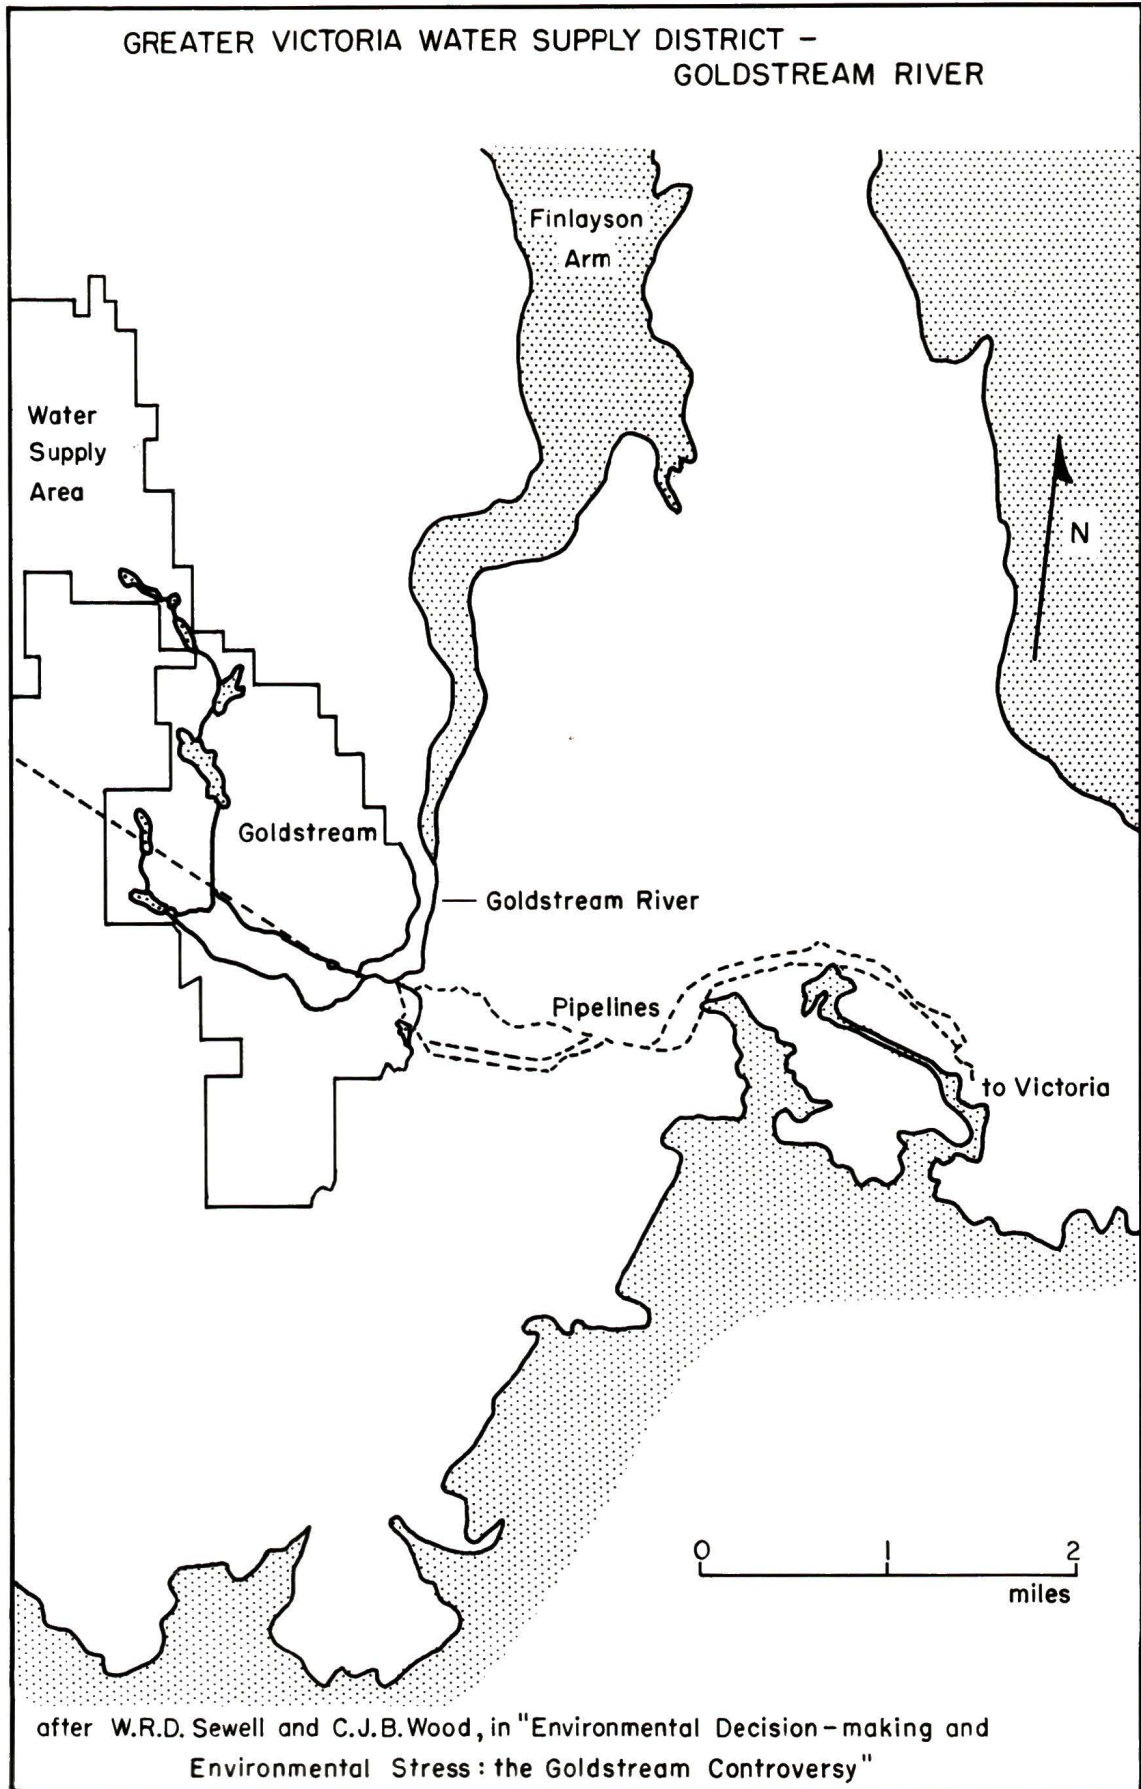 GREATER VICTORIA WATER SUPPLY DISTRICT –
GOLDSTREAM RIVER
Finlayson
Arm
Water
Supply
Area
N
Goldstream
Goldstream River
Pipelines
to Victoria
0 1 2
miles
after W.R.D. Sewell and C.J.B. Wood, in "Environmental Decision-making and
Environmental Stress: the Goldstream Controversy"